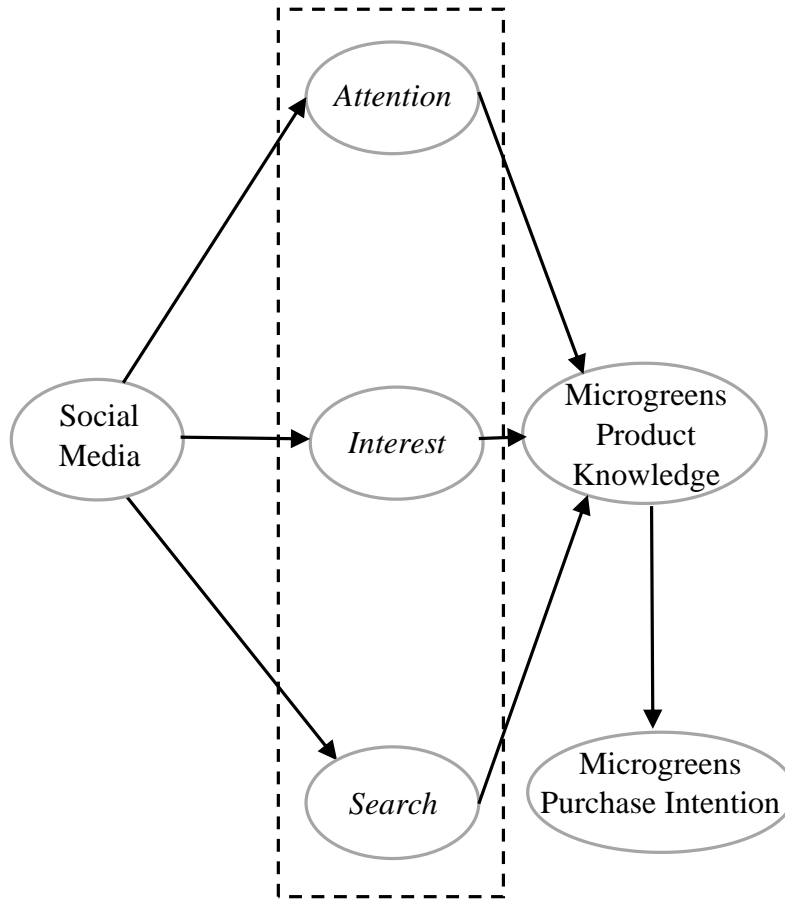 Attention
Social
Media
Interest
Microgreens
Product
Knowledge
Search
Microgreens
Purchase Intention